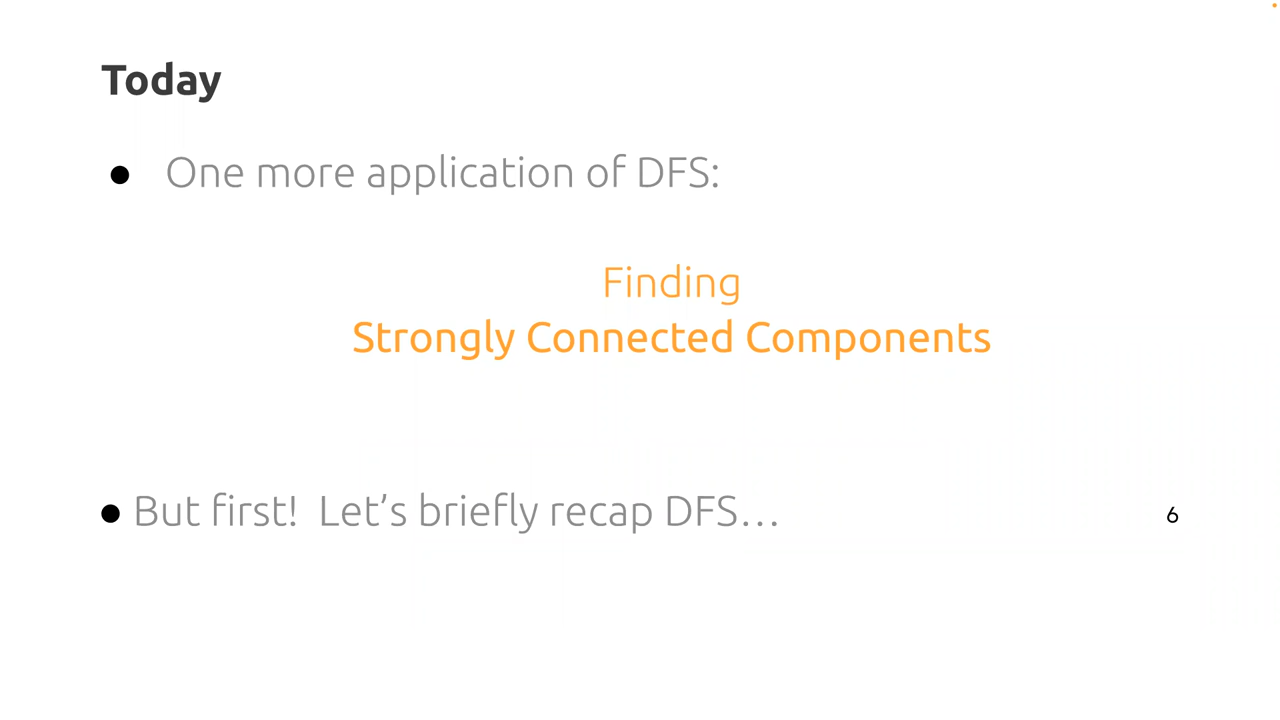 Today
● One more application of DFS:
Finding
Strongly Connected Components
● But first!  Let’s briefly recap DFS…
6